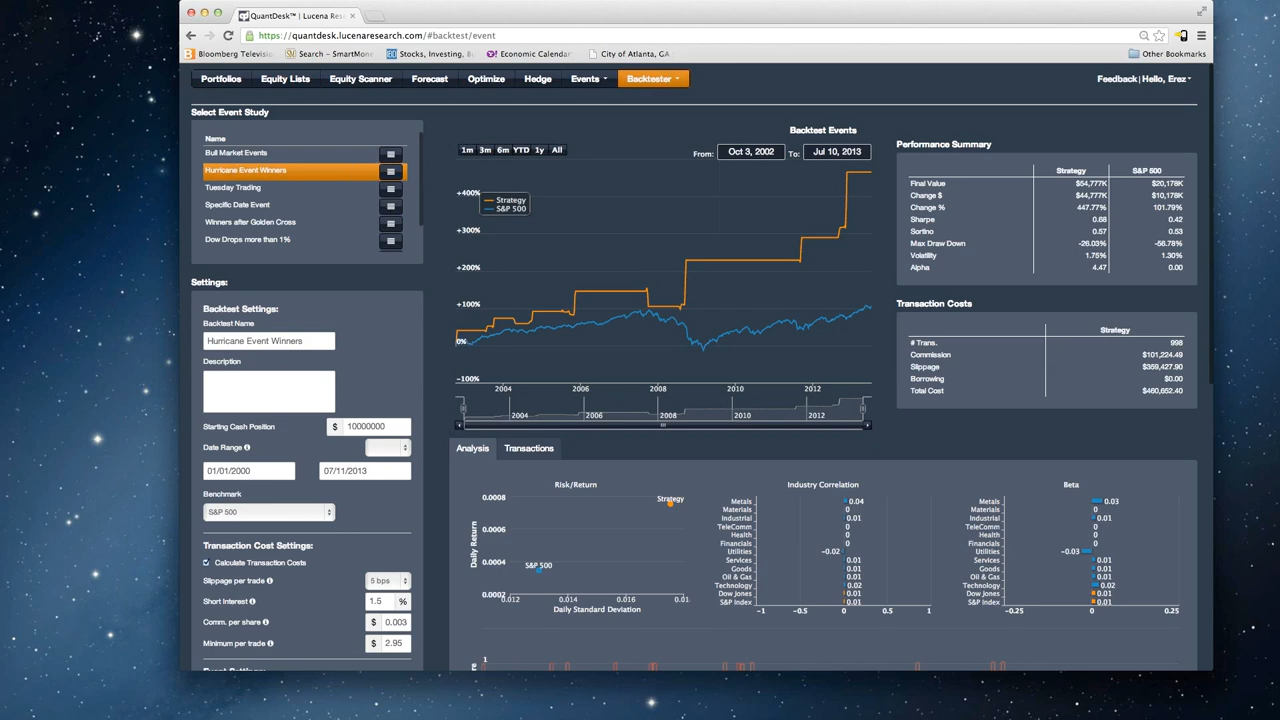 QuantDesk™ | Lucena Rese
https://quantdesk.lucenaresearch.com/#backtest/event
Bloomberg Televisio
Search – SmartMone
Stocks, Investing, B
Economic Calenda
City of Atlanta, GA
Other Bookmarks
Portfolios
Equity Lists
Equity Scanner
Forecast
Optimize
Hedge
Events
Backtester
Feedback | Hello, Erez
Select Event Study
Name
Bull Market Events
Hurricane Event Winners
Tuesday Trading
Specific Date Event
Winners after Golden Cross
Dow Drops more than 1%
Settings:
Backtest Settings:
Backtest Name
Hurricane Event Winners
Description
Starting Cash Position
$ 10000000
Date Range
01/01/2000
07/11/2013
Benchmark
S&P 500
Transaction Cost Settings:
Calculate Transaction Costs
Slippage per trade
5 bps
Short Interest
1.5 %
Comm. per share
$ 0.003
Minimum per trade
$ 2.95
Backtest Events
1m 3m 6m YTD 1y All
From: Oct 3, 2002 To: Jul 10, 2013
+400%
Strategy
S&P 500
+300%
+200%
+100%
0%
−100%
2004 2006 2008 2010 2012
2004 2006 2008 2010 2012
Performance Summary
Strategy S&P 500
Final Value $54,777K $20,178K
Change $ $44,777K $10,178K
Change % 447.77% 101.79%
Sharpe 0.68 0.42
Sortino 0.57 0.53
Max Draw Down -26.03% -56.78%
Volatility 1.75% 1.30%
Alpha 4.47 0.00
Transaction Costs
Strategy
# Trans. 998
Commission $101,224.49
Slippage $359,427.90
Borrowing $0.00
Total Cost $460,652.40
Analysis
Transactions
Risk/Return
Daily Return
0.0008
0.0006
0.0004
0.0002
Strategy
S&P 500
0.012 0.014 0.016 0.01
Daily Standard Deviation
Industry Correlation
Metals 0.04
Materials 0
Industrial 0.01
TeleComm 0
Health 0
Financials 0
Utilities −0.02
Services 0.01
Goods 0.01
Oil & Gas 0.01
Technology 0.02
Dow Jones 0.01
S&P Index 0.01
−1 −0.5 0 0.5 1
Beta
Metals 0.03
Materials 0
Industrial 0.01
TeleComm 0
Health 0
Financials 0
Utilities −0.03
Services 0.01
Goods 0.01
Oil & Gas 0.01
Technology 0.02
Dow Jones 0.01
S&P Index 0.01
−0.25 0 0.25
1